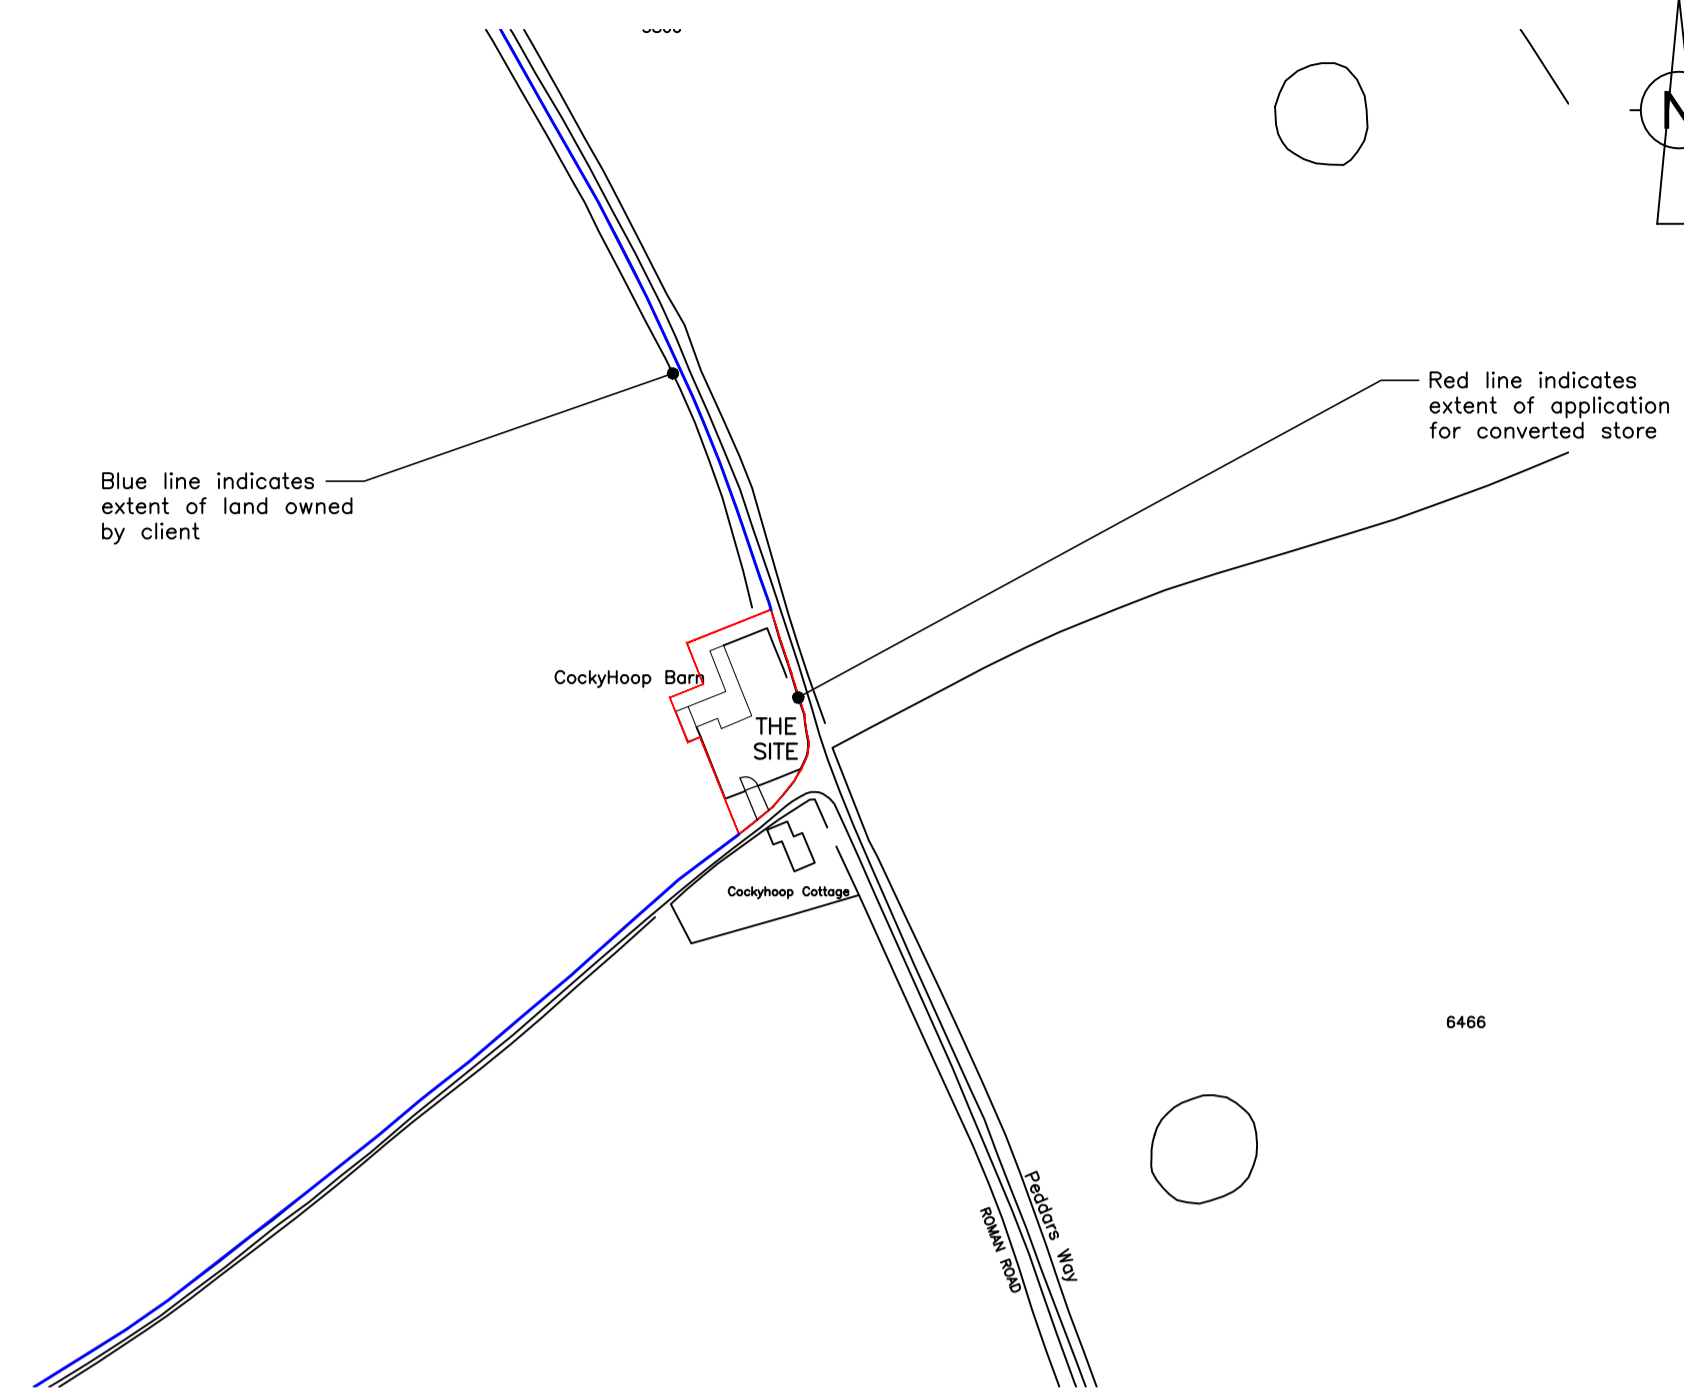 N
Red line indicates
extent of application
for converted store
Blue line indicates
extent of land owned
by client
CockyHoop Barn
THE
SITE
Cockyhoop Cottage
6466
Peddars Way
ROMAN ROAD